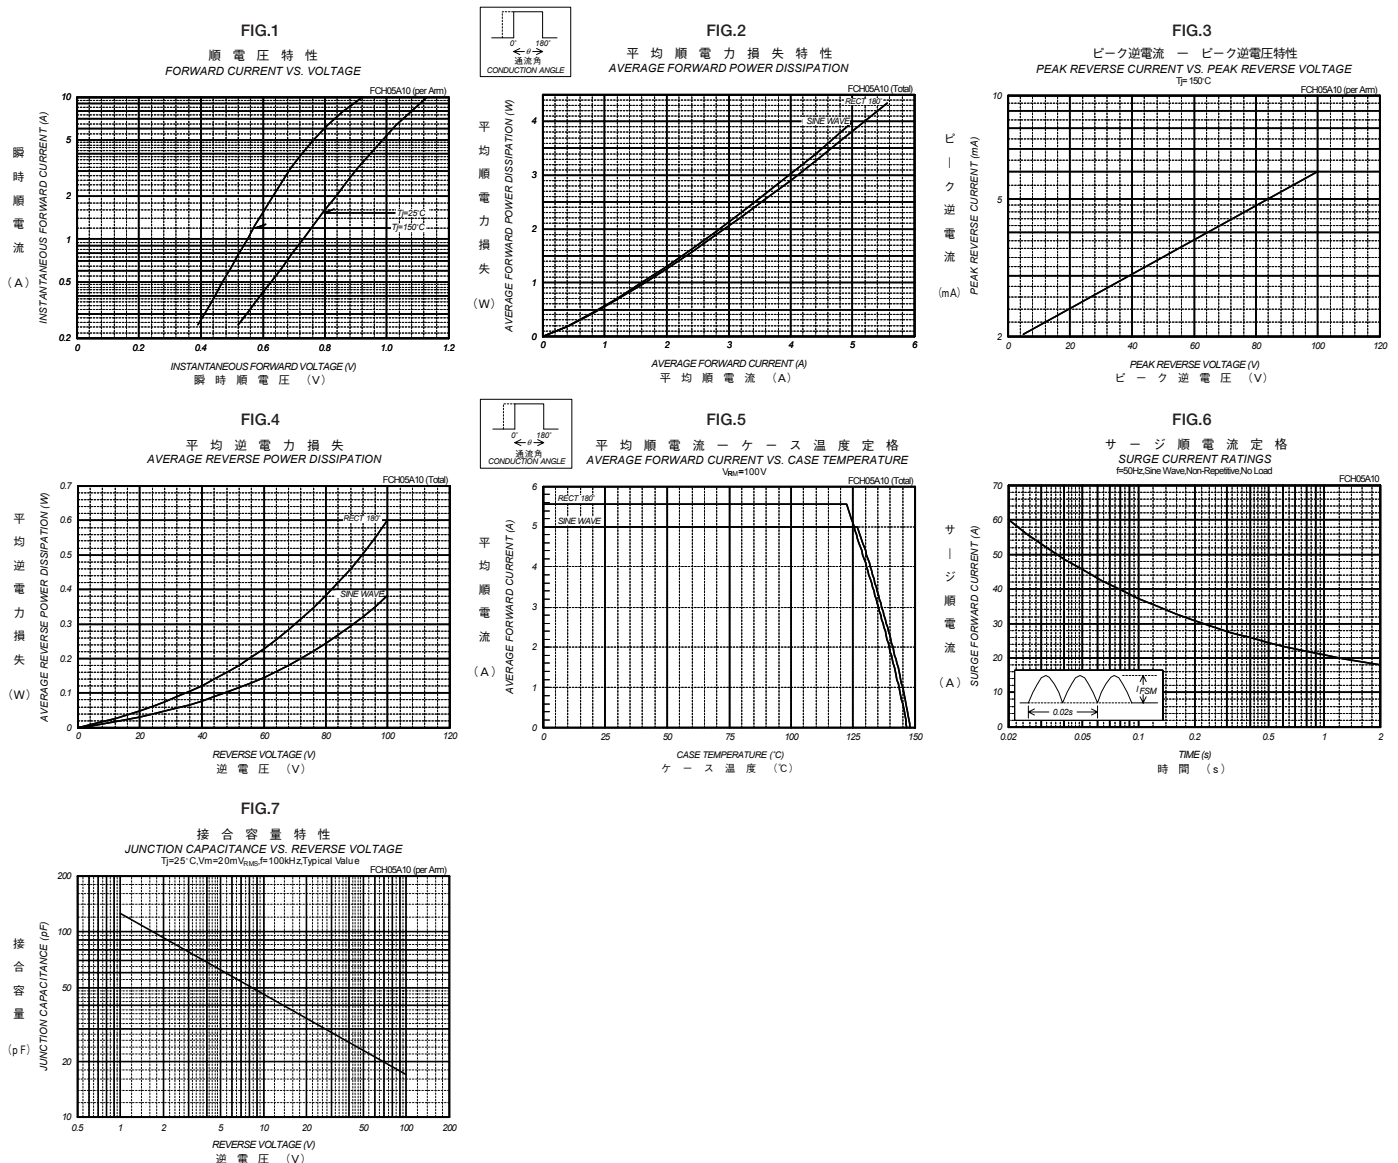 FIG.1
順電圧特性
FORWARD CURRENT VS. VOLTAGE
FCH05A10 (per Arm)
瞬時順電流 (A)
INSTANTANEOUS FORWARD CURRENT (A)
10
5
2
1
0.5
0.2
Tj=25°C
Tj=150°C
0 0.2 0.4 0.6 0.8 1.0 1.2
INSTANTANEOUS FORWARD VOLTAGE (V)
瞬時順電圧 (V)
0° 180°
θ
通流角
CONDUCTION ANGLE
FIG.2
平均順電力損失特性
AVERAGE FORWARD POWER DISSIPATION
FCH05A10 (Total)
平均順電力損失 (W)
AVERAGE FORWARD POWER DISSIPATION (W)
4
3
2
1
0
RECT 180°
SINE WAVE
0 1 2 3 4 5 6
AVERAGE FORWARD CURRENT (A)
平均順電流 (A)
FIG.3
ピーク逆電流 ー ピーク逆電圧特性
PEAK REVERSE CURRENT VS. PEAK REVERSE VOLTAGE
Tj= 150°C
FCH05A10 (per Arm)
ピーク逆電流 (mA)
PEAK REVERSE CURRENT (mA)
10
5
2
0 20 40 60 80 100 120
PEAK REVERSE VOLTAGE (V)
ピーク逆電圧 (V)
FIG.4
平均逆電力損失
AVERAGE REVERSE POWER DISSIPATION
FCH05A10 (Total)
平均逆電力損失 (W)
AVERAGE REVERSE POWER DISSIPATION (W)
0.7
0.6
0.5
0.4
0.3
0.2
0.1
0
RECT 180°
SINE WAVE
0 20 40 60 80 100 120
REVERSE VOLTAGE (V)
逆電圧 (V)
0° 180°
θ
通流角
CONDUCTION ANGLE
FIG.5
平均順電流ーケース温度定格
AVERAGE FORWARD CURRENT VS. CASE TEMPERATURE
VRM=100V
FCH05A10 (Total)
平均順電流 (A)
AVERAGE FORWARD CURRENT (A)
6
5
4
3
2
1
0
RECT 180°
SINE WAVE
0 25 50 75 100 125 150
CASE TEMPERATURE (°C)
ケース温度 (℃)
FIG.6
サージ順電流定格
SURGE CURRENT RATINGS
f=50Hz,Sine Wave,Non-Repetitive,No Load
FCH05A10
サージ順電流 (A)
SURGE FORWARD CURRENT (A)
70
60
50
40
30
20
10
0
IFSM
0.02s
0.02 0.05 0.1 0.2 0.5 1 2
TIME (s)
時間 (s)
FIG.7
接合容量特性
JUNCTION CAPACITANCE VS. REVERSE VOLTAGE
Tj=25°C,Vm=20mVRMS,f=100kHz,Typical Value
FCH05A10 (per Arm)
接合容量 (pF)
JUNCTION CAPACITANCE (pF)
200
100
50
20
10
0.5 1 2 5 10 20 50 100 200
REVERSE VOLTAGE (V)
逆電圧 (V)